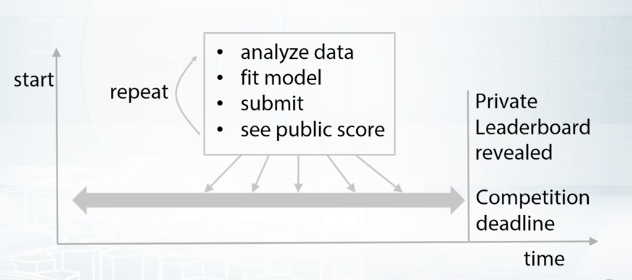 start
repeat
• analyze data
• fit model
• submit
• see public score
Private
Leaderboard
revealed
Competition
deadline
time